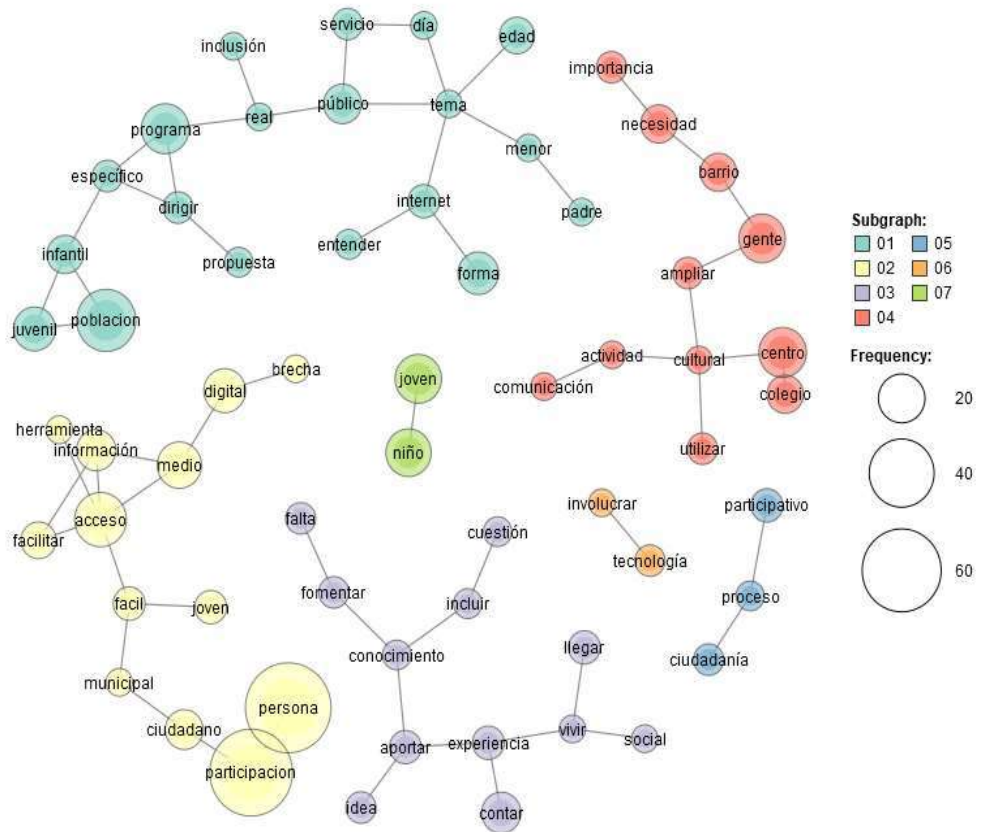 servicio
día
edad
inclusión
importancia
público
tema
real
programa
necesidad
menor
barrio
específico
dirigir
internet
padre
entender
propuesta
infantil
forma
gente
ampliar
juvenil
poblacion
actividad
cultural
centro
comunicación
colegio
utilizar
Subgraph:
01 05
02 06
03 07
04
Frequency:
20
40
60
brecha
digital
joven
herramienta
información
medio
niño
acceso
facilitar
falta
cuestión
involucrar
participativo
tecnología
fomentar
incluir
proceso
facil
joven
conocimiento
llegar
ciudadanía
municipal
persona
ciudadano
aportar
experiencia
vivir
social
participacion
idea
contar